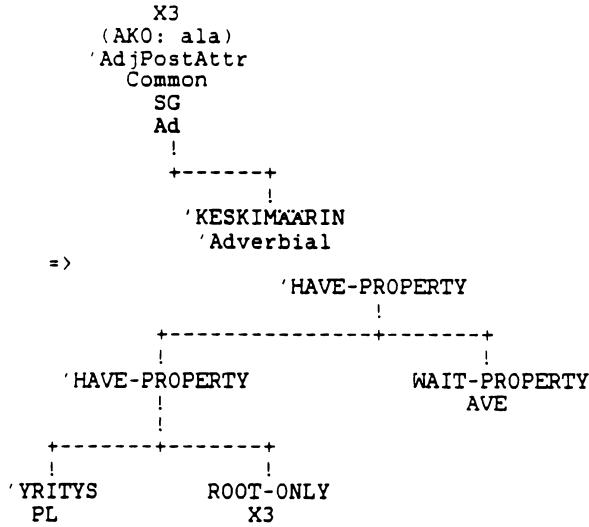 X3
(AKO: ala)
'AdjPostAttr
Common
SG
Ad
!
+-------+
!
'KESKIMÄÄRIN
'Adverbial
=>
'HAVE-PROPERTY
!
+---------------+-------+
! !
'HAVE-PROPERTY WAIT-PROPERTY
! AVE
!
+-------+-------+
! !
'YRITYS ROOT-ONLY
PL X3